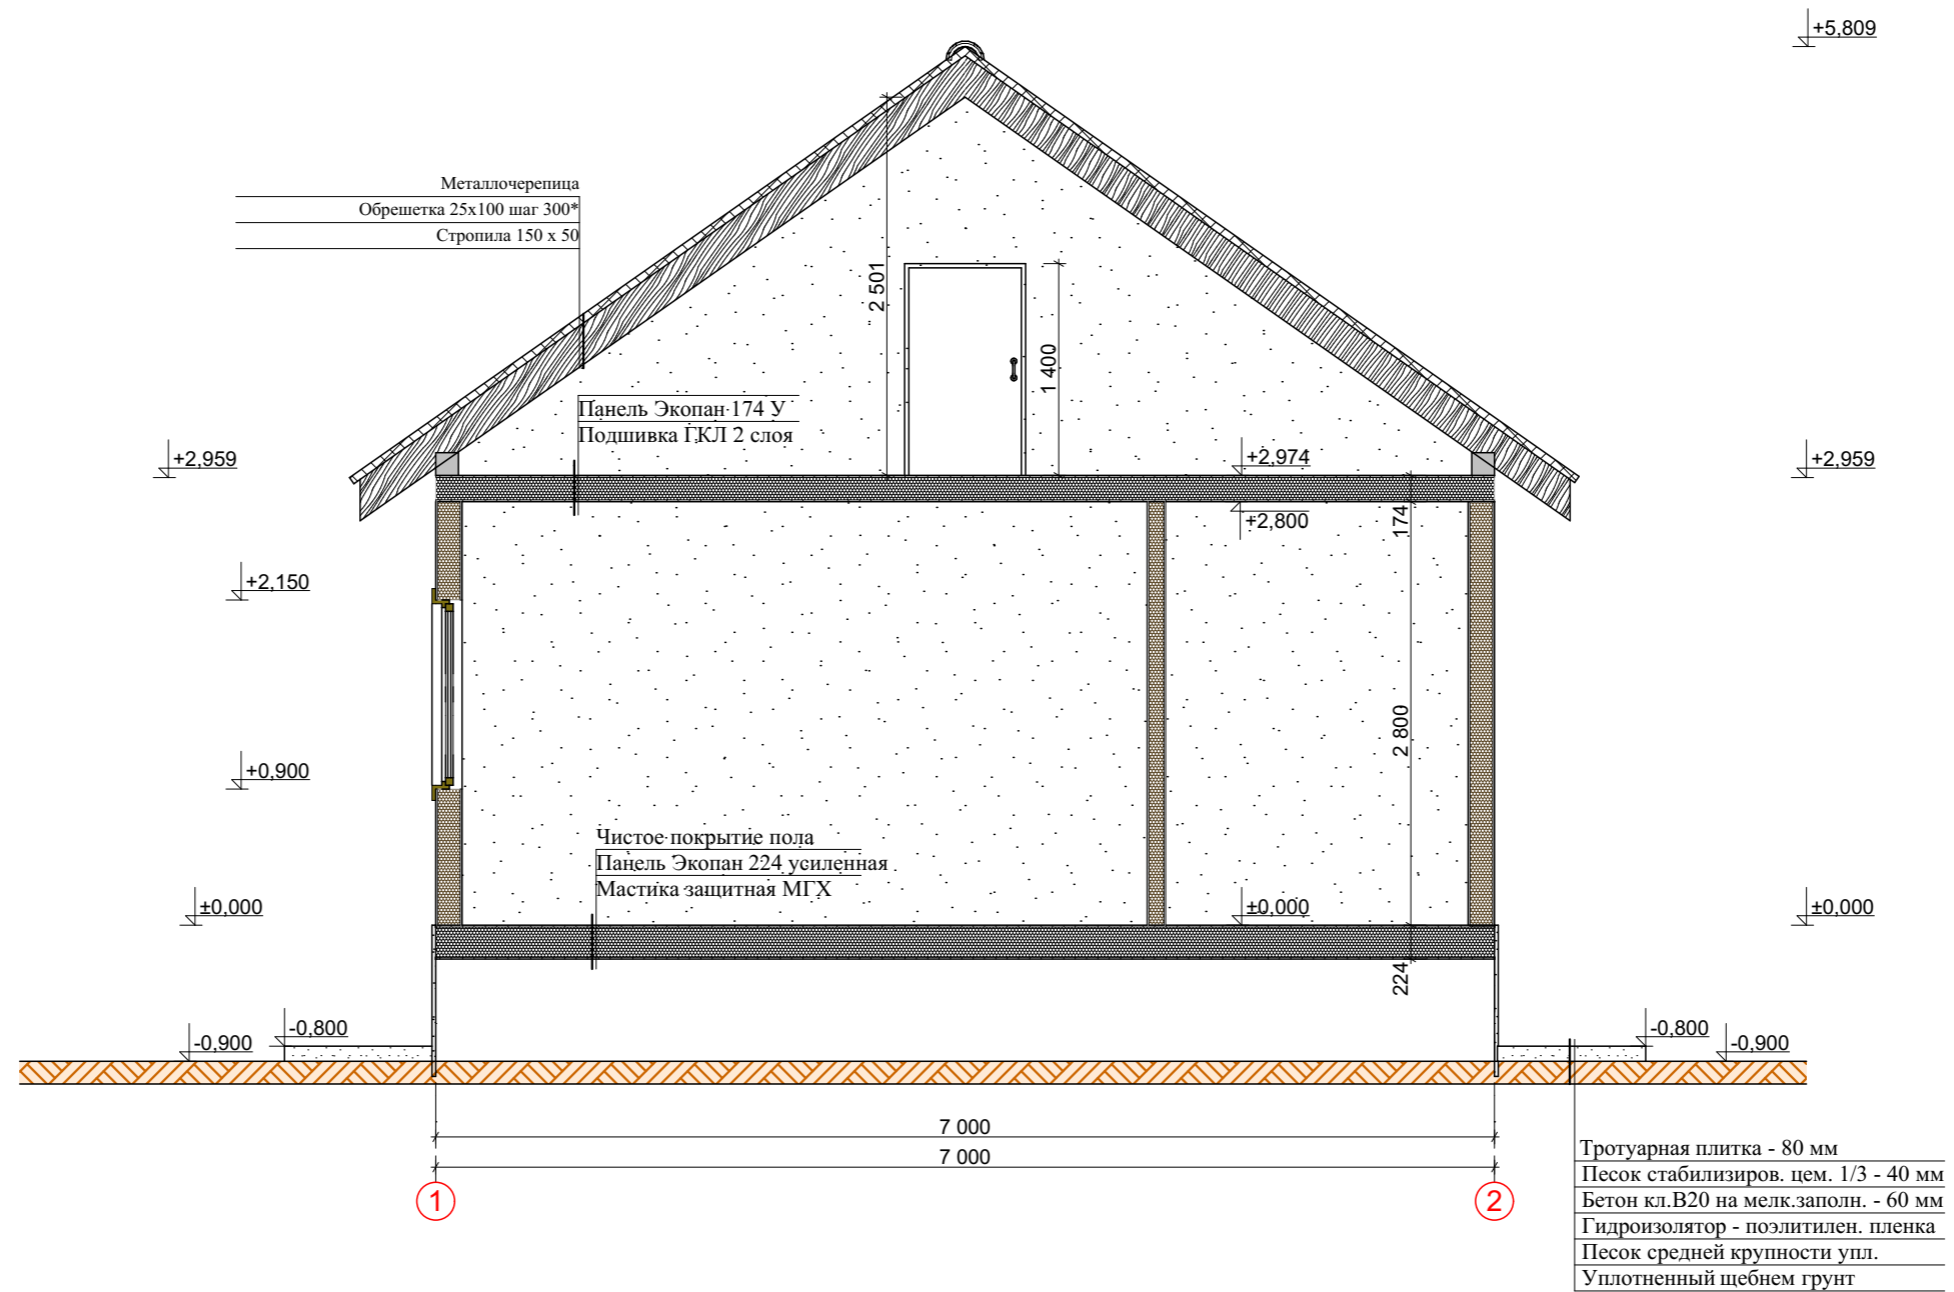 +5,809
Металлочерепица
Обрешетка 25x100 шаг 300*
Стропила 150 x 50
2 501
1 400
Панель Экопан 174 У
Подшивка ГКЛ 2 слоя
+2,959
+2,974
+2,959
+2,800
174
+2,150
2 800
+0,900
Чистое покрытие пола
Панель Экопан 224 усиленная
Мастика защитная МГХ
±0,000
±0,000
±0,000
224
-0,900
-0,800
-0,800
-0,900
7 000
7 000
1
2
Тротуарная плитка - 80 мм
Песок стабилизиров. цем. 1/3 - 40 мм
Бетон кл.В20 на мелк.заполн. - 60 мм
Гидроизолятор - поэлитилен. пленка
Песок средней крупности упл.
Уплотненный щебнем грунт